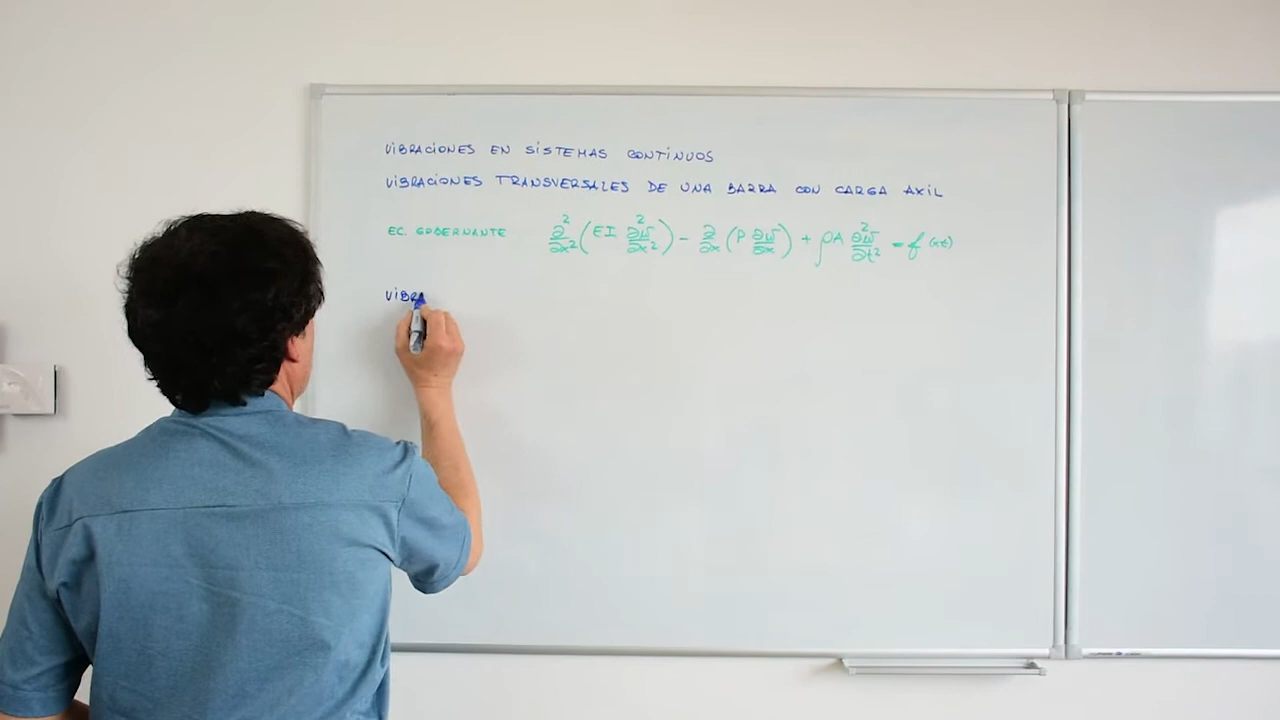 VIBRACIONES EN SISTEMAS CONTINUOS
VIBRACIONES TRANSVERSALES DE UNA BARRA CON CARGA AXIL
EC. GOBERNANTE ∂²/∂x² (EI ∂²w/∂x²) - ∂/∂x (P ∂w/∂x) + ρA ∂²w/∂t² = f(x,t)
VIBRA